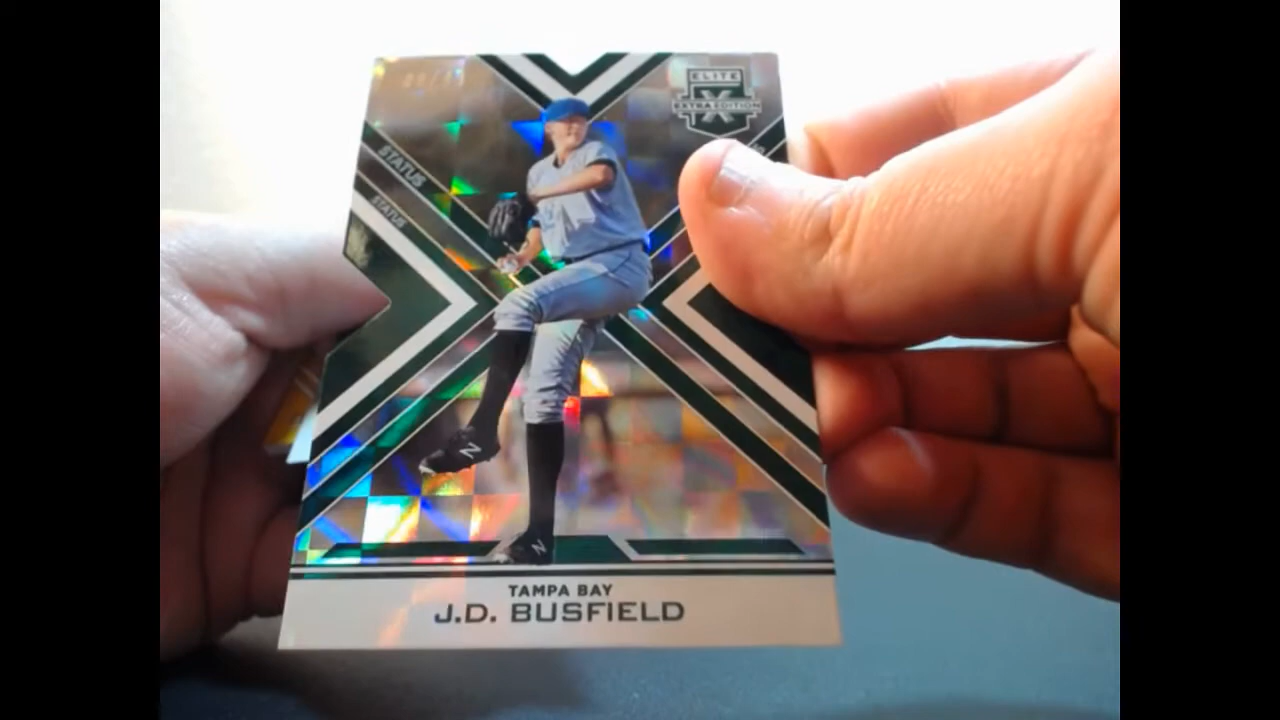 ELITE
X
EXTRA EDITION
STATUS
STATUS
TAMPA BAY
J.D. BUSFIELD